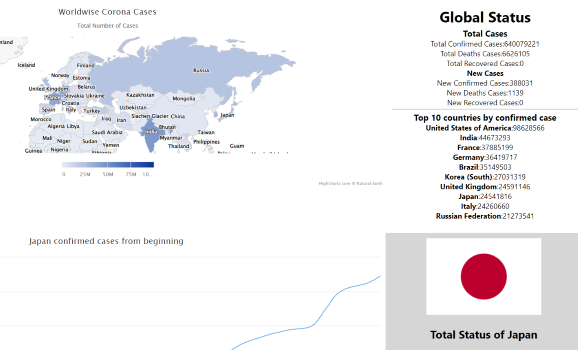 Worldwise Corona Cases
Total Number of Cases
Iceland
Finland
Norway
Estonia
Russia
United Kingdom
Belarus
France
Slovakia
Ukraine
Kazakhstan
Mongolia
Croatia
Spain
Italy
Turkey
Uzbekistan
Siachen Glacier
China
Japan
Morocco
Iraq
Iran
Algeria
Libya
Bhutan
Saudi Arabia
India
Taiwan
Mali
Niger
Sudan
Yemen
Myanmar
Philippines
Guinea
Nigeria
Thailand
Guam
0
25M
50M
75M
10...
Highcharts.com © Natural Earth
Global Status
Total Cases
Total Confirmed Cases:640079221
Total Deaths Cases:6626105
Total Recovered Cases:0
New Cases
New Confirmed Cases:388031
New Deaths Cases:1139
New Recovered Cases:0
Top 10 countries by confirmed case
United States of America:98628566
India:44673293
France:37885199
Germany:36419717
Brazil:35149503
Korea (South):27031319
United Kingdom:24591146
Japan:24541816
Italy:24260660
Russian Federation:21273541
Japan confirmed cases from beginning
Total Status of Japan